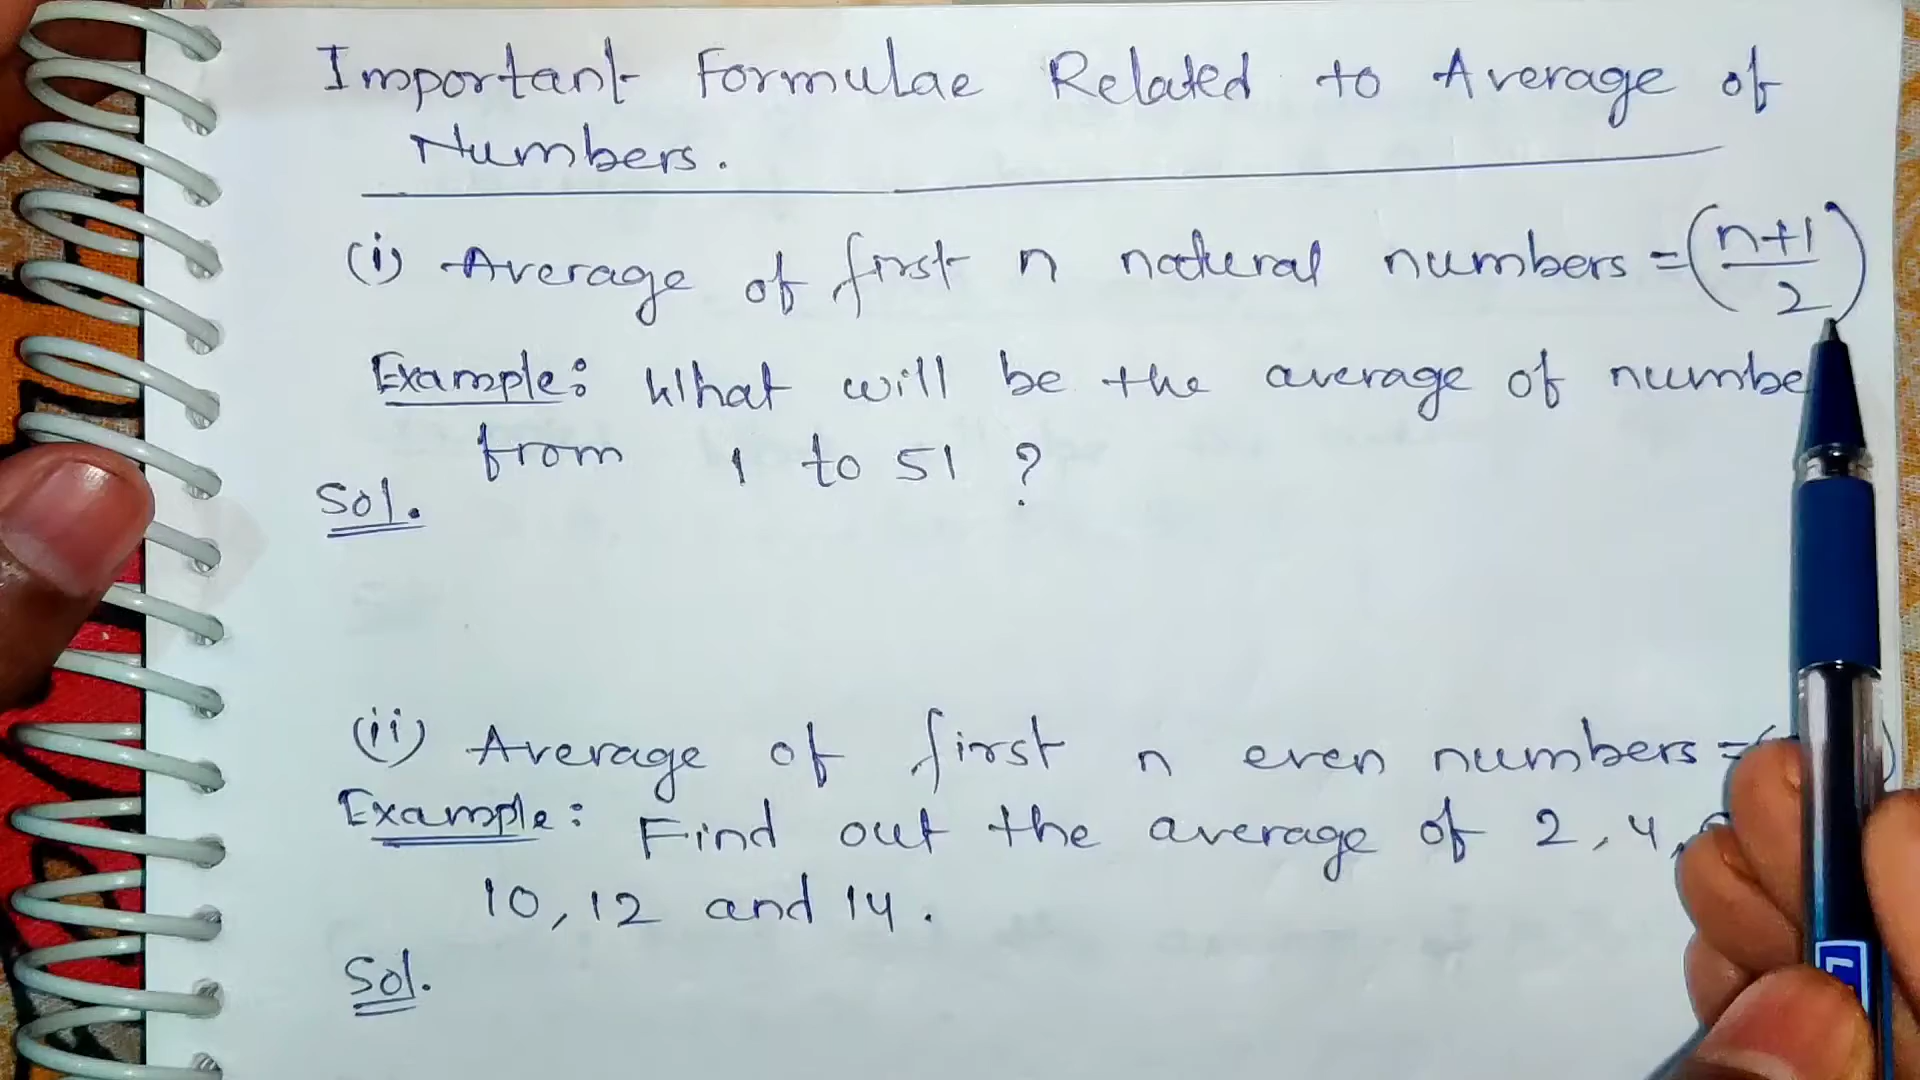 Important Formulae Related to Average of
Numbers.
(i) Average of first n natural numbers = (n+1/2)
Example: What will be the average of
from 1 to 51 ?
Sol.
(ii) Average of first n even numbers = (
Example: Find out the average of 2, 4,
10, 12 and 14.
Sol.